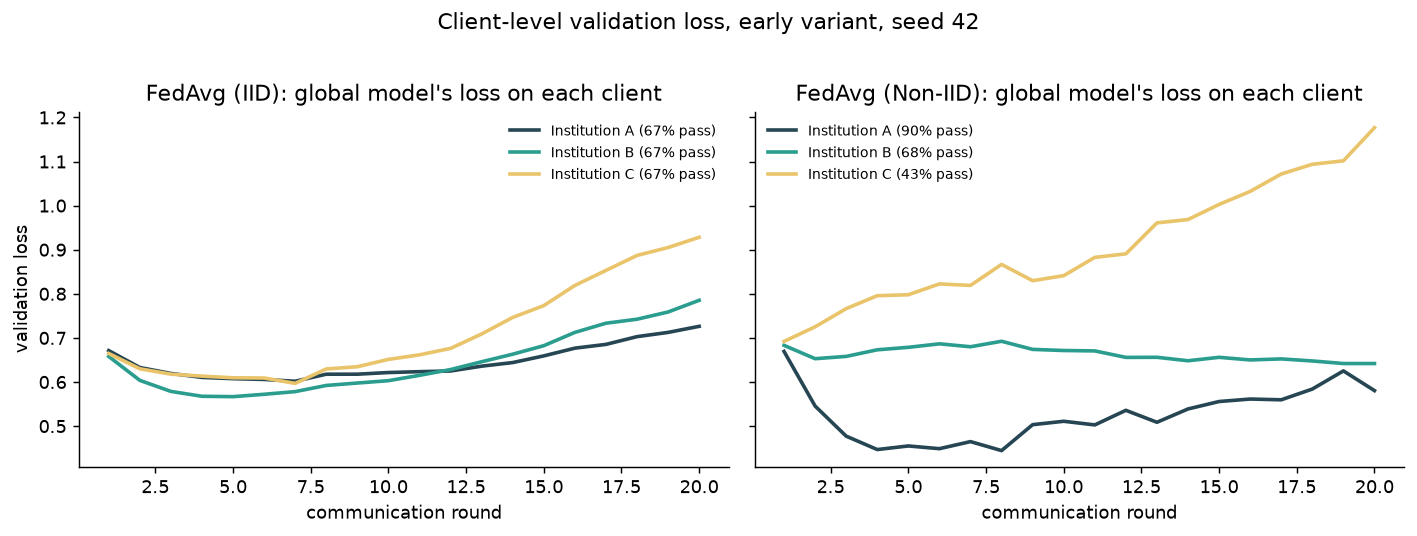 Client-level validation loss, early variant, seed 42
FedAvg (IID): global model's loss on each client
validation loss
1.2
1.1
1.0
0.9
0.8
0.7
0.6
0.5
Institution A (67% pass)
Institution B (67% pass)
Institution C (67% pass)
2.5 5.0 7.5 10.0 12.5 15.0 17.5 20.0
communication round
FedAvg (Non-IID): global model's loss on each client
Institution A (90% pass)
Institution B (68% pass)
Institution C (43% pass)
2.5 5.0 7.5 10.0 12.5 15.0 17.5 20.0
communication round